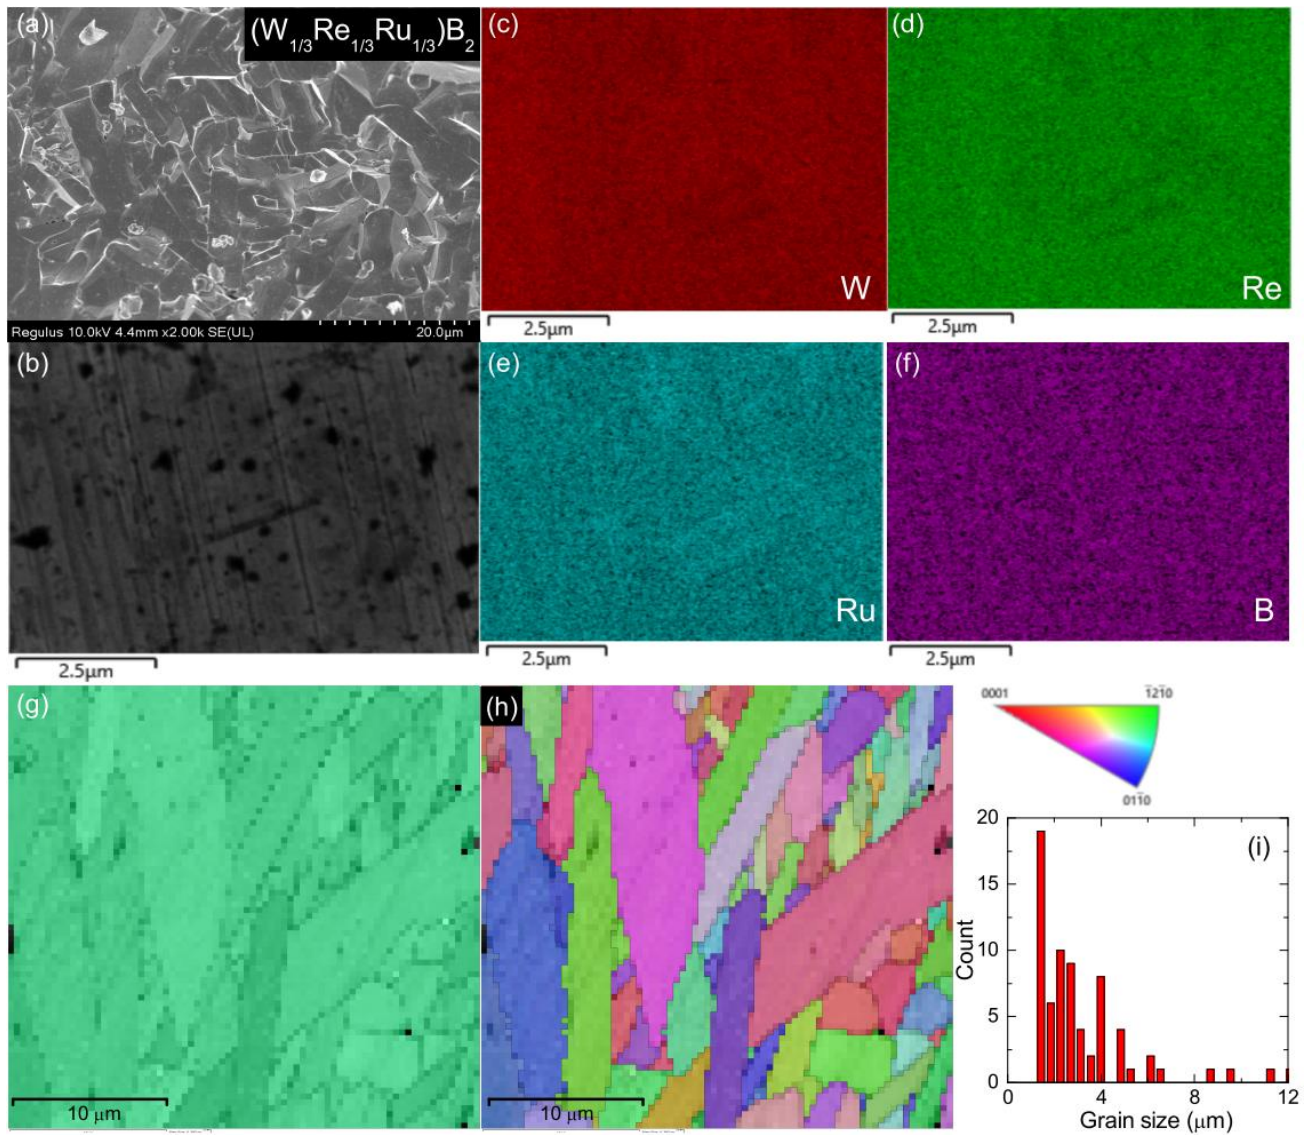 (a)
(W1/3Re1/3Ru1/3)B2
Regulus 10.0kV 4.4mm x2.00k SE(UL)
20.0μm
(c)
W
2.5μm
(d)
Re
2.5μm
(b)
2.5μm
(e)
Ru
2.5μm
(f)
B
2.5μm
(g)
10 μm
(h)
10 μm
0001
1̅21̅0
011̅0
(i)
20
15
10
5
0
Count
0
4
8
12
Grain size (μm)